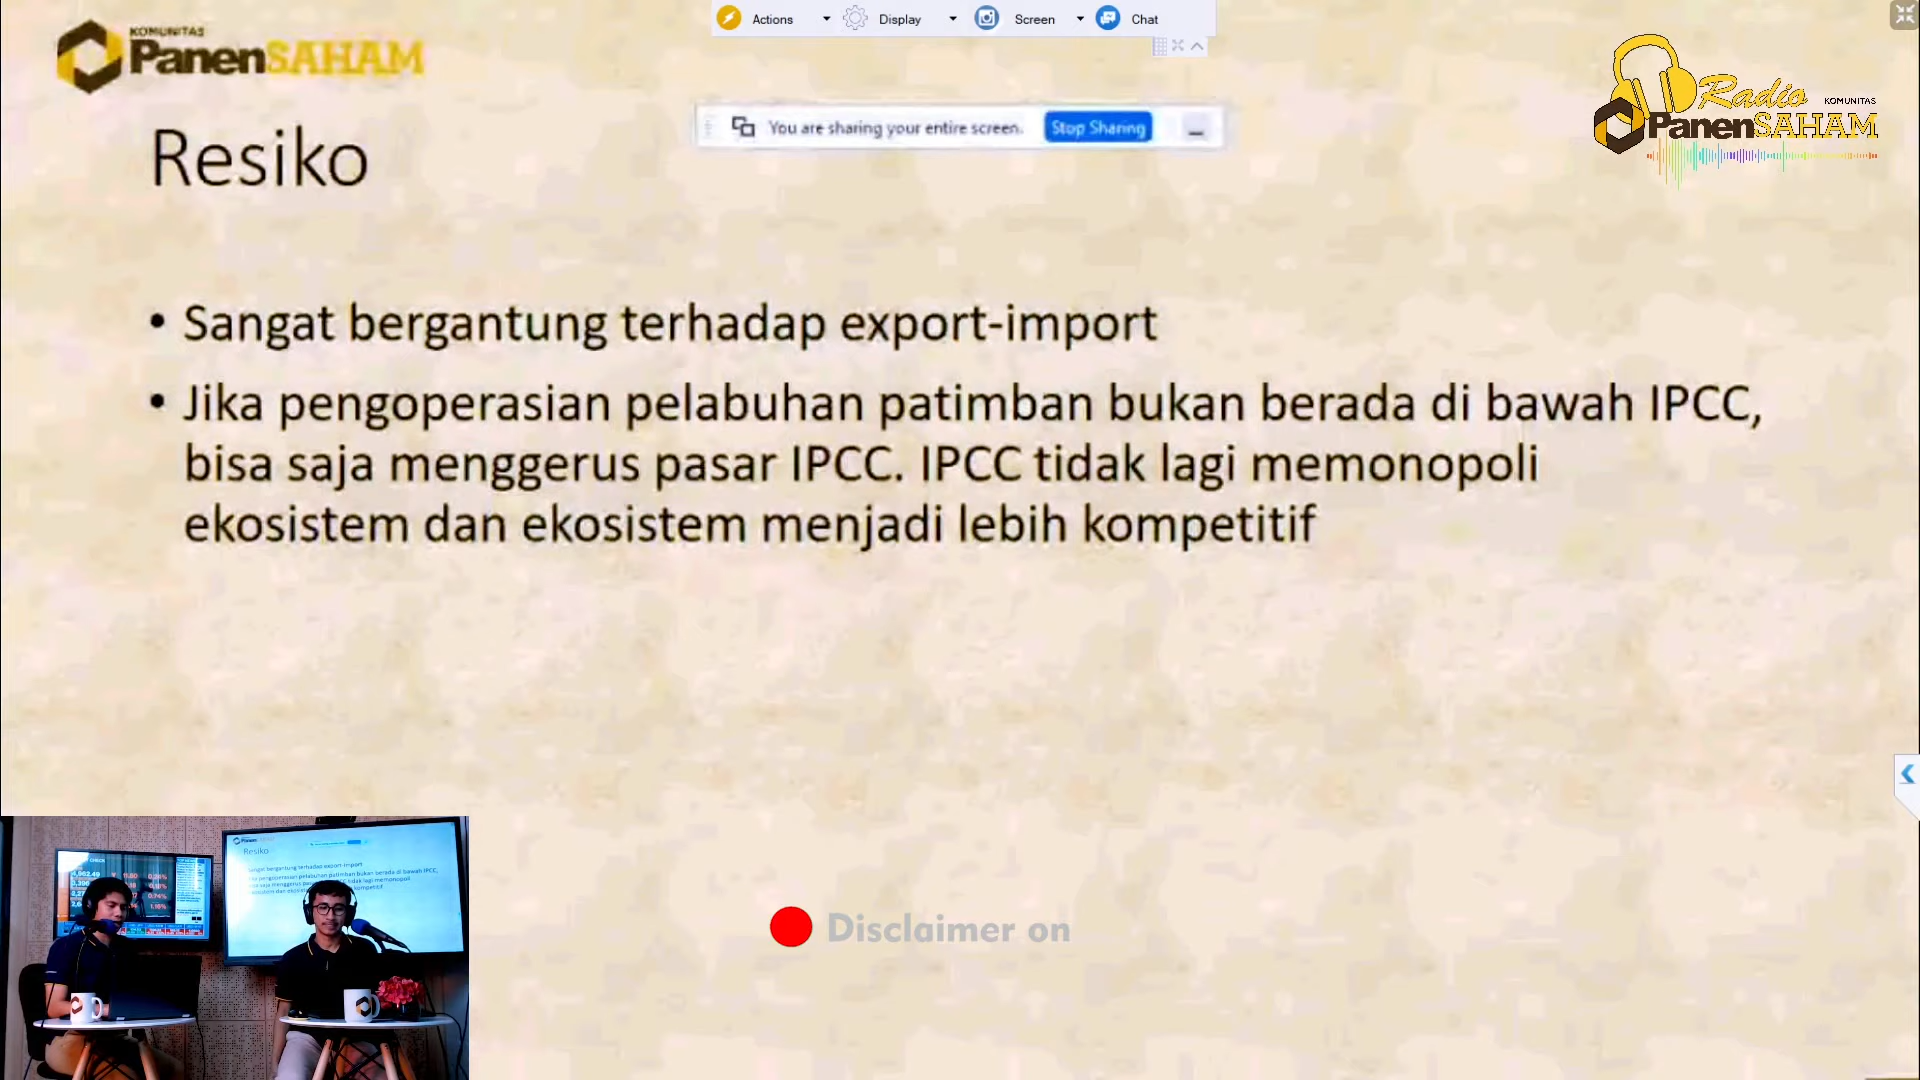 Actions
Display
Screen
Chat
KOMUNITAS
PanenSAHAM
Radio
KOMUNITAS
PanenSAHAM
You are sharing your entire screen.
Stop Sharing
Resiko
• Sangat bergantung terhadap export-import
• Jika pengoperasian pelabuhan patimban bukan berada di bawah IPCC,
bisa saja menggerus pasar IPCC. IPCC tidak lagi memonopoli
ekosistem dan ekosistem menjadi lebih kompetitif
Resiko
Disclaimer on